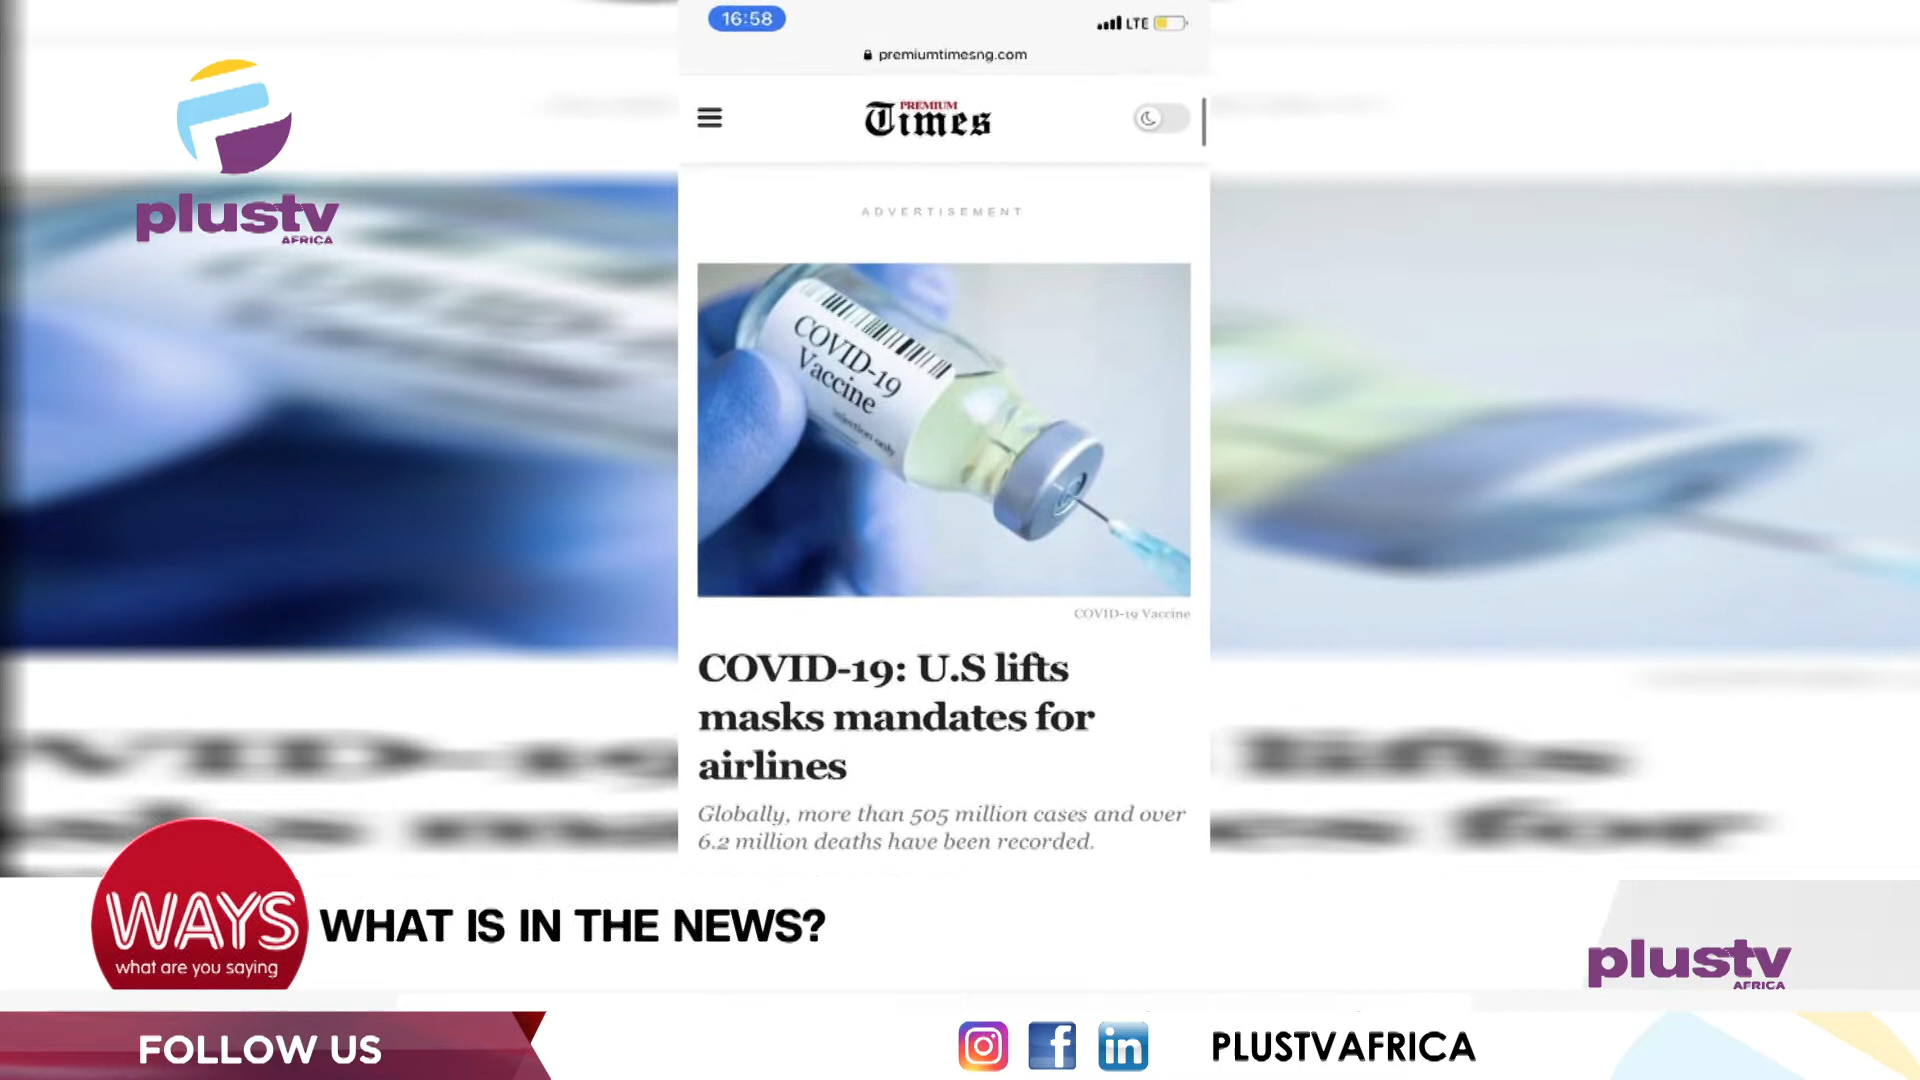 16:58
LTE
premiumtimesng.com
PREMIUM
Times
ADVERTISEMENT
COVID-19
Vaccine
injection only
COVID-19 Vaccine
COVID-19: U.S lifts
masks mandates for
airlines
Globally, more than 505 million cases and over
6.2 million deaths have been recorded.
plustv
AFRICA
WAYS
what are you saying
WHAT IS IN THE NEWS?
plustv
AFRICA
FOLLOW US
PLUSTVAFRICA